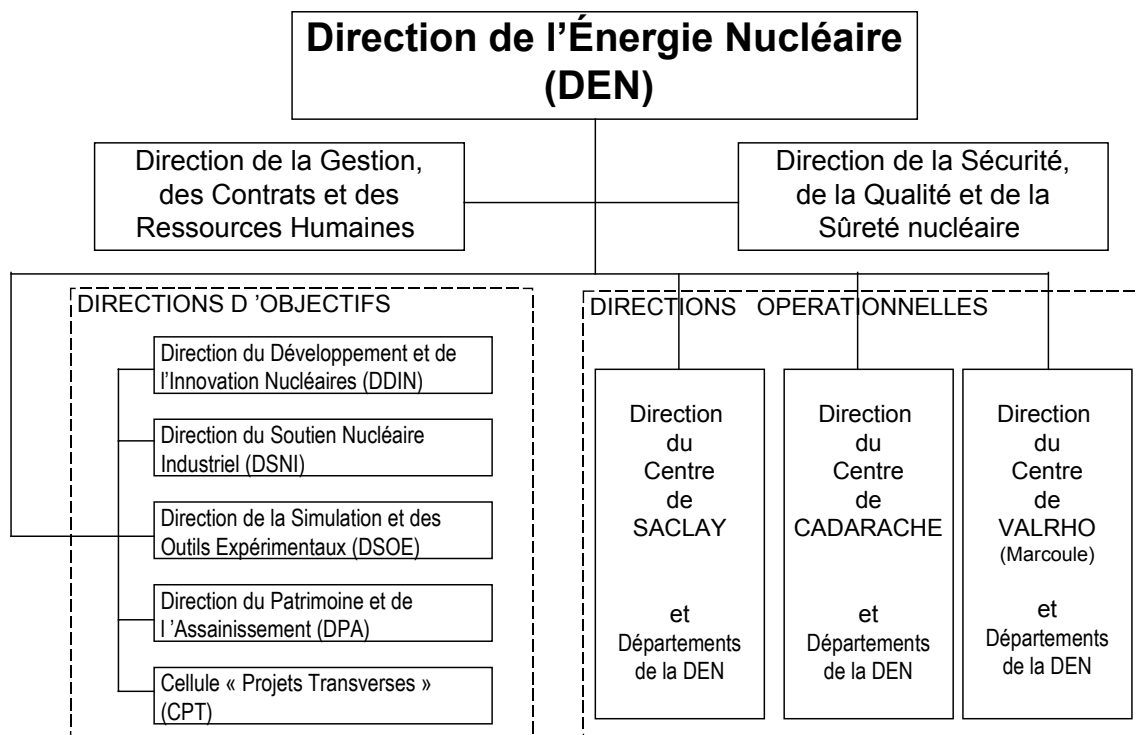 Direction de l’Énergie Nucléaire
(DEN)
Direction de la Gestion,
des Contrats et des
Ressources Humaines
Direction de la Sécurité,
de la Qualité et de la
Sûreté nucléaire
DIRECTIONS D ’OBJECTIFS
Direction du Développement et de
l’Innovation Nucléaires (DDIN)
Direction du Soutien Nucléaire
Industriel (DSNI)
Direction de la Simulation et des
Outils Expérimentaux (DSOE)
Direction du Patrimoine et de
l ’Assainissement (DPA)
Cellule « Projets Transverses »
(CPT)
DIRECTIONS OPERATIONNELLES
Direction
du
Centre
de
SACLAY
et
Départements
de la DEN
Direction
du
Centre
de
CADARACHE
et
Départements
de la DEN
Direction
du
Centre
de
VALRHO
(Marcoule)
et
Départements
de la DEN